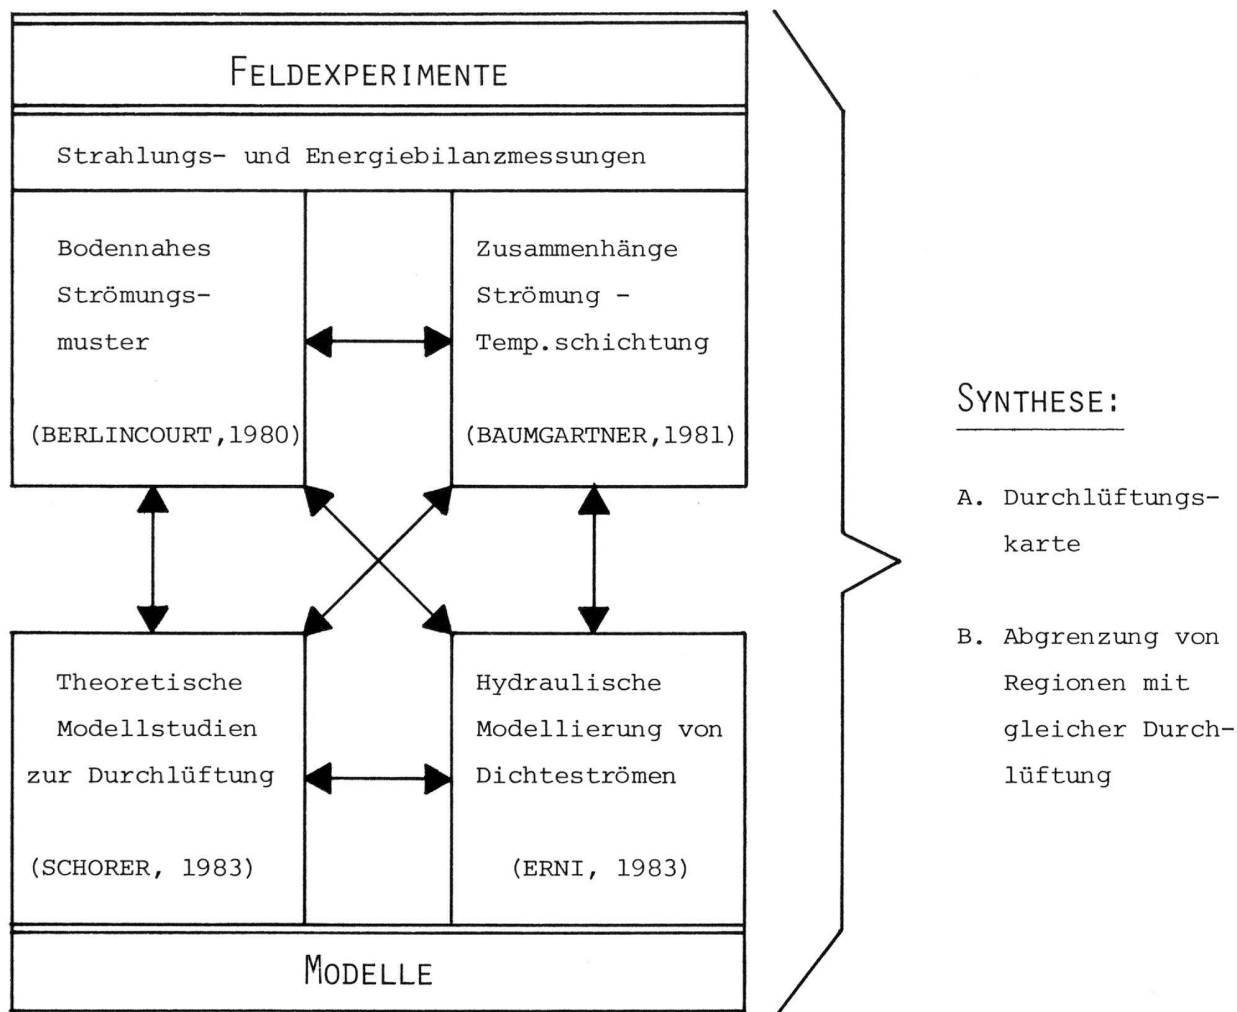 FELDEXPERIMENTE
Strahlungs- und Energiebilanzmessungen
Bodennahes
Strömungs-
muster
(BERLINCOURT,1980)
Zusammenhänge
Strömung -
Temp.schichtung
(BAUMGARTNER,1981)
Theoretische
Modellstudien
zur Durchlüftung
(SCHORER, 1983)
Hydraulische
Modellierung von
Dichteströmen
(ERNI, 1983)
MODELLE
SYNTHESE:
A. Durchlüftungs-
karte
B. Abgrenzung von
Regionen mit
gleicher Durch-
lüftung